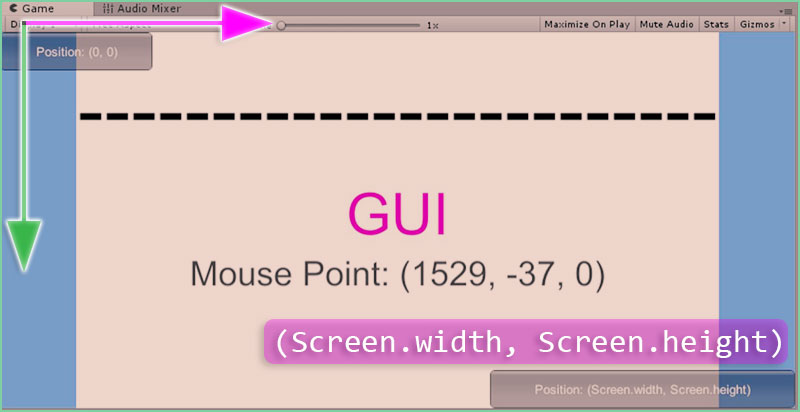 Game
Audio Mixer
1x
Maximize On Play
Mute Audio
Stats
Gizmos
Position: (0, 0)
GUI
Mouse Point: (1529, -37, 0)
(Screen.width, Screen.height)
Position: (Screen.width, Screen.height)